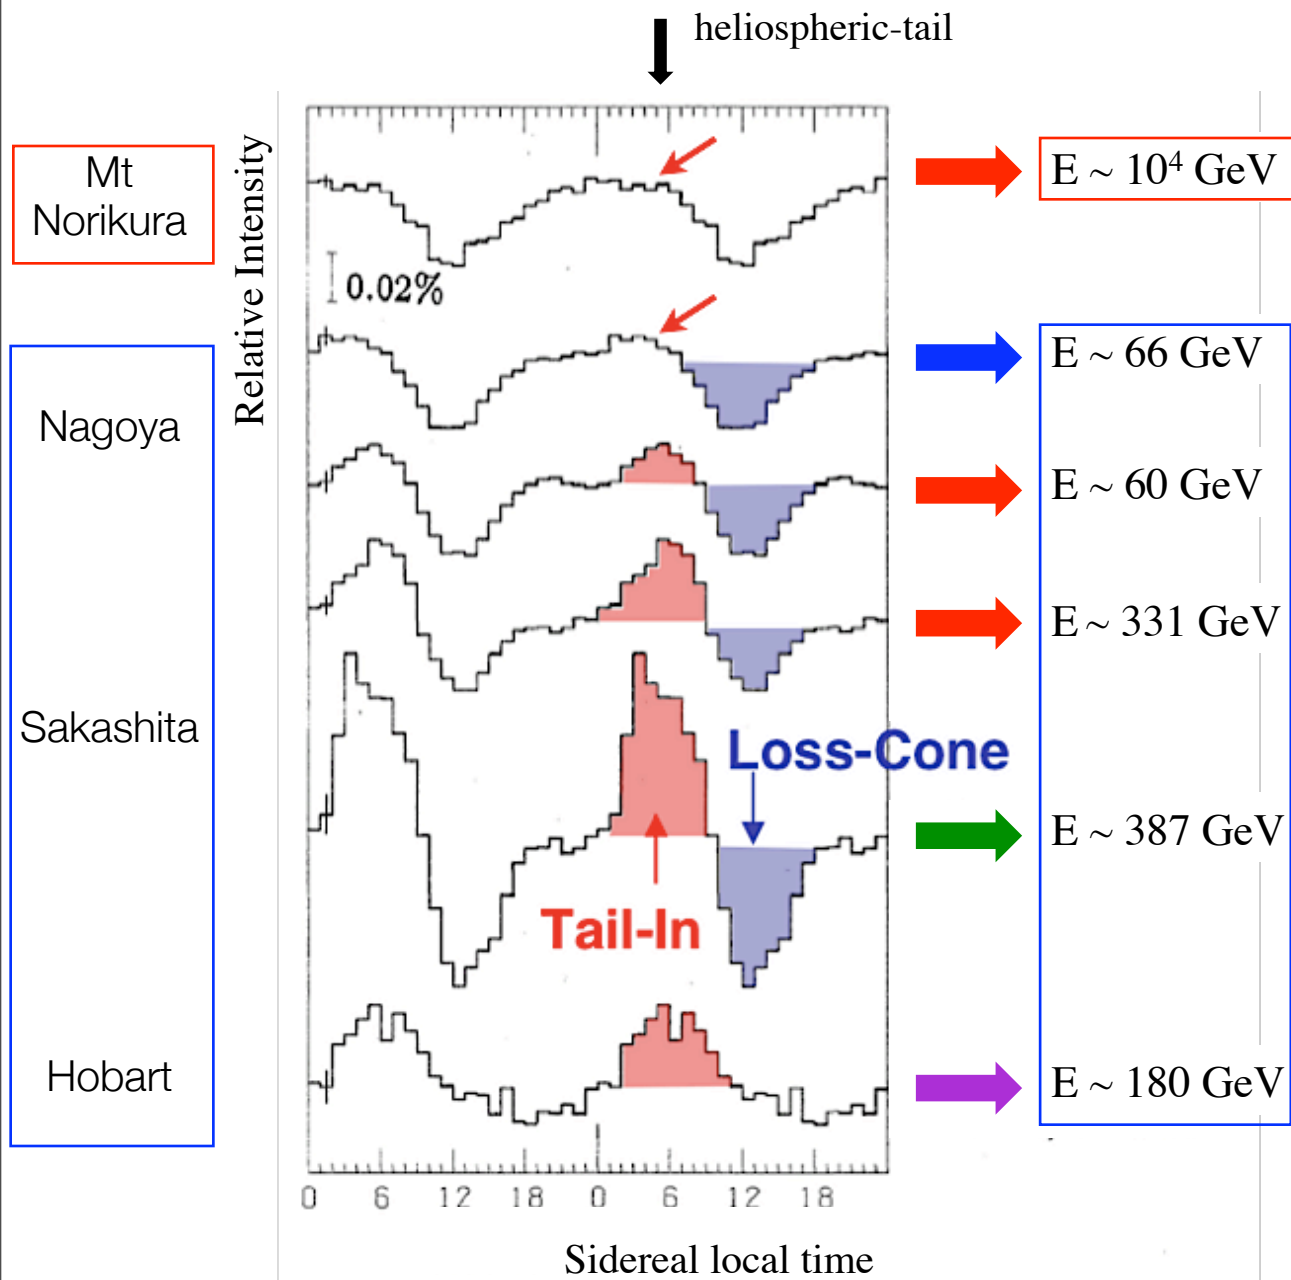 heliospheric-tail
Mt
Norikura
Relative Intensity
E ~ 10⁴ GeV
0.02%
E ~ 66 GeV
Nagoya
E ~ 60 GeV
E ~ 331 GeV
Sakashita
Loss-Cone
E ~ 387 GeV
Tail-In
Hobart
E ~ 180 GeV
0 6 12 18 0 6 12 18
Sidereal local time